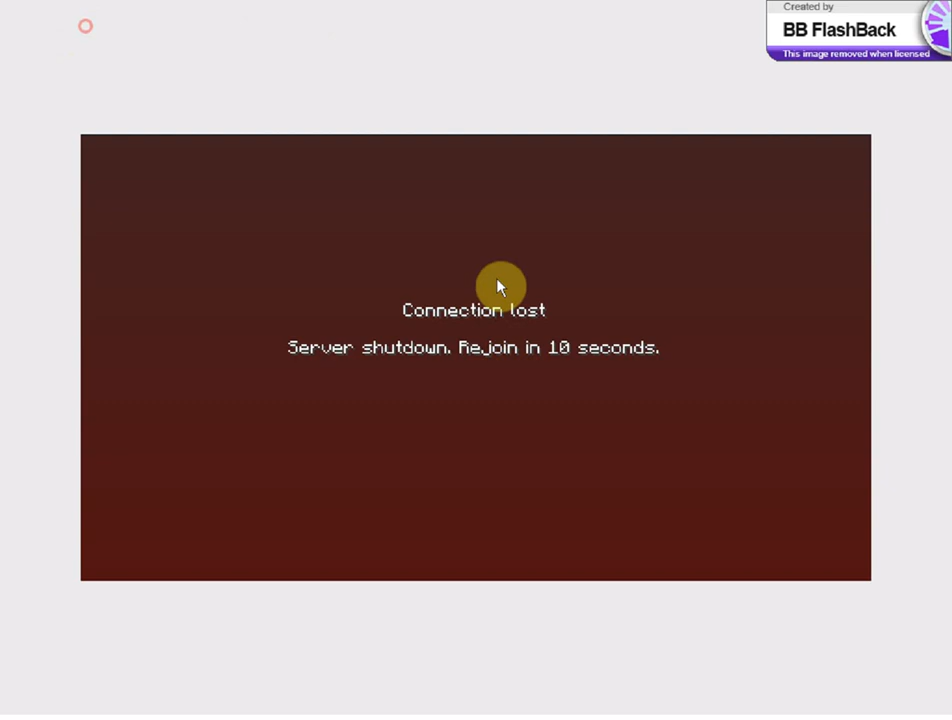 Created by
BB FlashBack
This image removed when licensed
Connection lost
Server shutdown. Rejoin in 10 seconds.